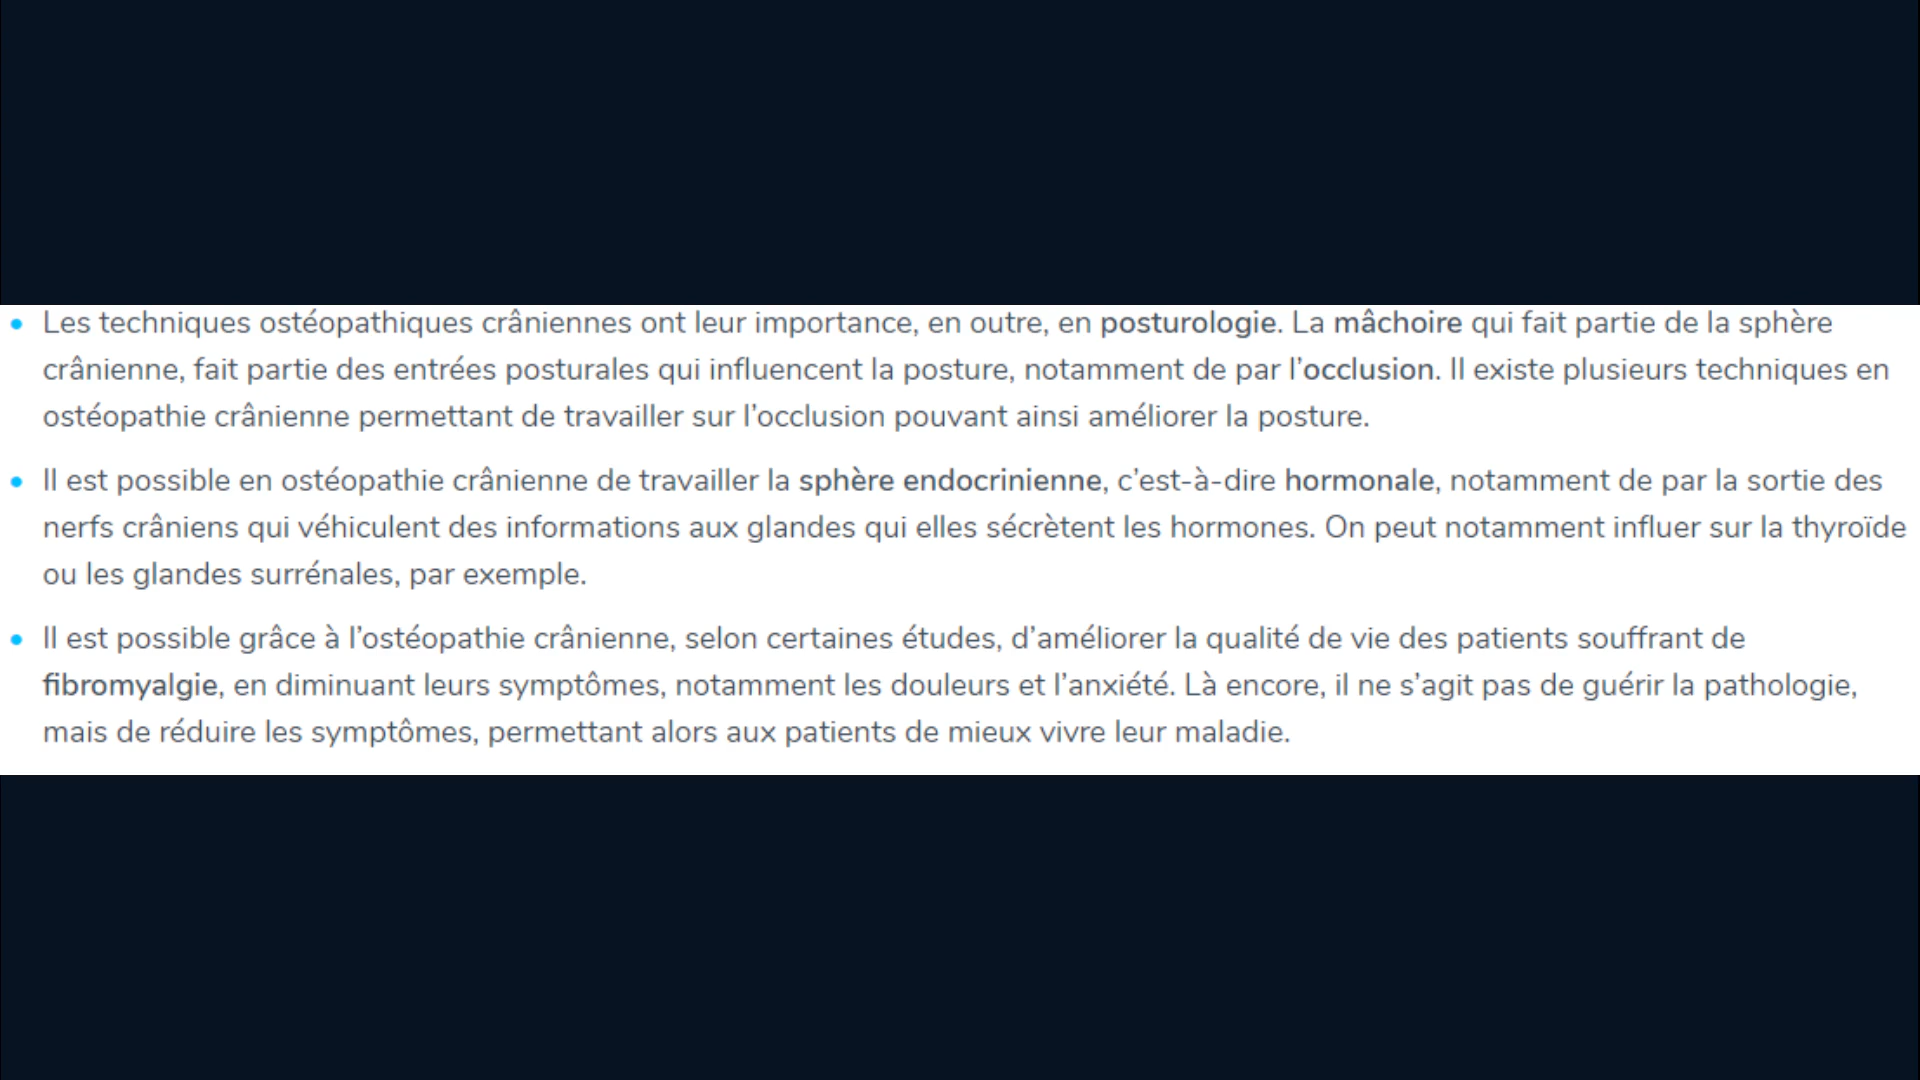 • Les techniques ostéopathiques crâniennes ont leur importance, en outre, en posturologie. La mâchoire qui fait partie de la sphère
crânienne, fait partie des entrées posturales qui influencent la posture, notamment de par l’occlusion. Il existe plusieurs techniques en
ostéopathie crânienne permettant de travailler sur l’occlusion pouvant ainsi améliorer la posture.
• Il est possible en ostéopathie crânienne de travailler la sphère endocrinienne, c’est-à-dire hormonale, notamment de par la sortie des
nerfs crâniens qui véhiculent des informations aux glandes qui elles sécrètent les hormones. On peut notamment influer sur la thyroïde
ou les glandes surrénales, par exemple.
• Il est possible grâce à l’ostéopathie crânienne, selon certaines études, d’améliorer la qualité de vie des patients souffrant de
fibromyalgie, en diminuant leurs symptômes, notamment les douleurs et l’anxiété. Là encore, il ne s’agit pas de guérir la pathologie,
mais de réduire les symptômes, permettant alors aux patients de mieux vivre leur maladie.